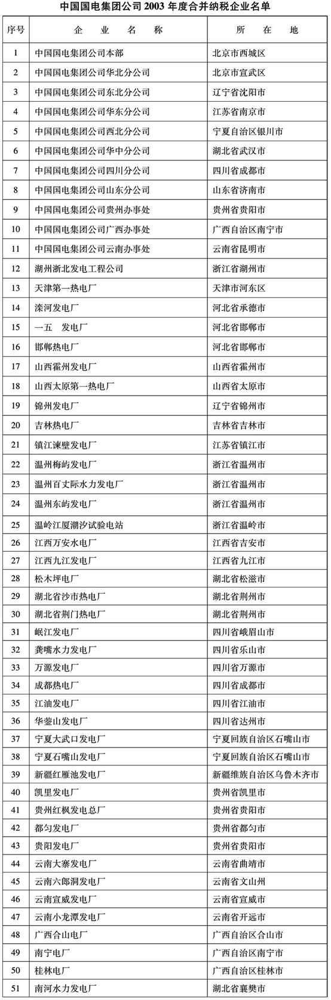 中国国电集团公司 2003 年度合并纳税企业名单
序号 企 业 名 称 所 在 地
1 中国国电集团公司本部 北京市西城区
2 中国国电集团公司华北分公司 北京市宣武区
3 中国国电集团公司东北分公司 辽宁省沈阳市
4 中国国电集团公司华东分公司 江苏省南京市
5 中国国电集团公司西北分公司 宁夏自治区银川市
6 中国国电集团公司华中分公司 湖北省武汉市
7 中国国电集团公司四川分公司 四川省成都市
8 中国国电集团公司山东分公司 山东省济南市
9 中国国电集团公司贵州办事处 贵州省贵阳市
10 中国国电集团公司广西办事处 广西自治区南宁市
11 中国国电集团公司云南办事处 云南省昆明市
12 湖州浙北发电工程公司 浙江省湖州市
13 天津第一热电厂 天津市河东区
14 滦河发电厂 河北省承德市
15 一五　发电厂 河北省邯郸市
16 邯郸热电厂 河北省邯郸市
17 山西霍州发电厂 山西省霍州市
18 山西太原第一热电厂 山西省太原市
19 锦州发电厂 辽宁省锦州市
20 吉林热电厂 吉林省吉林市
21 镇江谏壁发电厂 江苏省镇江市
22 温州梅屿发电厂 浙江省温州市
23 温州百丈际水力发电厂 浙江省温州市
24 温州东屿发电厂 浙江省温州市
25 温岭江厦潮汐试验电站 浙江省温岭市
26 江西万安水电厂 江西省吉安市
27 江西九江发电厂 江西省九江市
28 松木坪电厂 湖北省松滋市
29 湖北省沙市热电厂 湖北省荆州市
30 湖北省荆门热电厂 湖北省荆州市
31 岷江发电厂 四川省峨眉山市
32 龚嘴水力发电厂 四川省乐山市
33 万源发电厂 四川省万源市
34 成都热电厂 四川省成都市
35 江油发电厂 四川省江油市
36 华蓥山发电厂 四川省达州市
37 宁夏大武口发电厂 宁夏回族自治区石嘴山市
38 宁夏石嘴山发电厂 宁夏回族自治区石嘴山市
39 新疆红雁池发电厂 新疆维族自治区乌鲁木齐市
40 凯里发电厂 贵州省凯里市
41 贵州红枫发电总厂 贵州省贵阳市
42 都匀发电厂 贵州省都匀市
43 贵阳发电厂 贵州省贵阳市
44 云南大寨发电厂 云南省曲靖市
45 云南六郎洞发电厂 云南省文山州
46 云南宣威发电厂 云南省宣威市
47 云南小龙潭发电厂 云南省开远市
48 广西合山电厂 广西自治区合山市
49 南宁电厂 广西自治区南宁市
50 桂林电厂 广西自治区桂林市
51 南河水力发电厂 湖北省襄樊市